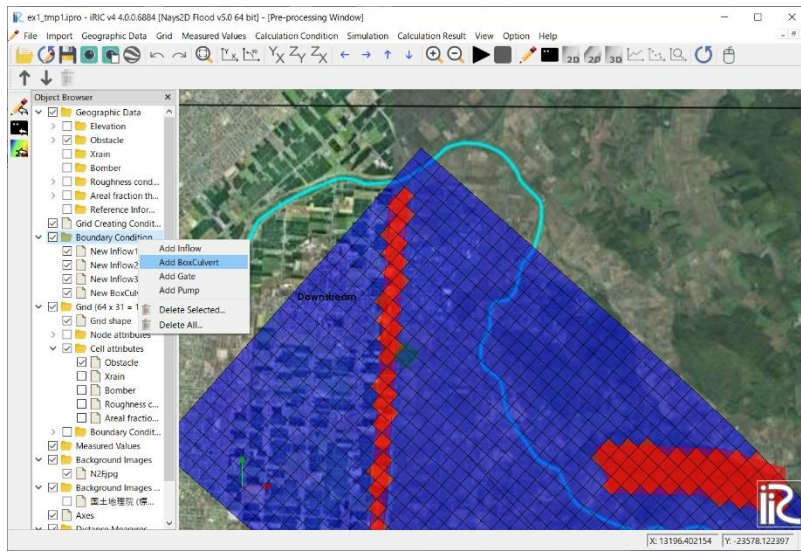 ex1_tmp1.ipro - iRIC v4 4.0.0.6884 [Nays2D Flood v5.0 64 bit] - [Pre-processing Window]
File Import Geographic Data Grid Measured Values Calculation Condition Simulation Calculation Result View Option Help
2D 2D 3D
Object Browser
Geographic Data
Elevation
Obstacle
Xrain
Bomber
Roughness cond...
Areal fraction th...
Reference Infor...
Grid Creating Condit...
Boundary Condition
New Inflow1
New Inflow2
New Inflow3
New BoxCul
Add Inflow
Add BoxCulvert
Add Gate
Add Pump
Delete Selected...
Delete All...
Grid (64 x 31 = 1
Grid shape
Node attributes
Cell attributes
Obstacle
Xrain
Bomber
Roughness c...
Areal fractio...
Boundary Condit...
Measured Values
Background Images
N2Fjpg
Background Images ...
国土地理院 (標...
Axes
Distance Measures
Downstream
iRIC
X: 13196.402154 Y: -23578.122397